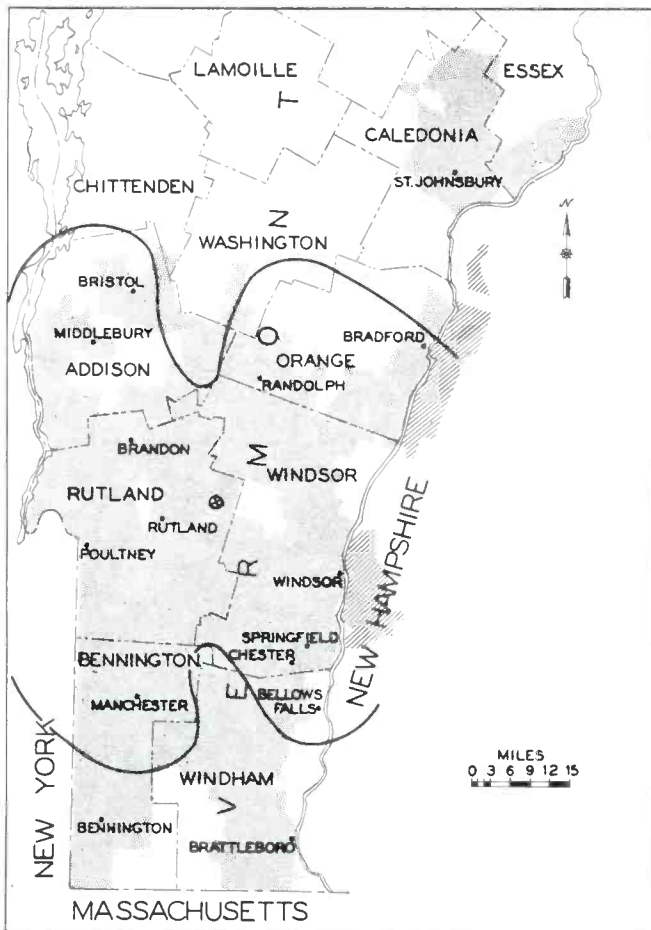 LAMOILLE
ESSEX
CALEDONIA
ST. JOHNSBURY
CHITTENDEN
WASHINGTON
N
BRISTOL
MIDDLEBURY
ADDISON
BRADFORD
ORANGE
RANDOLPH
BRANDON
RUTLAND
RUTLAND
POULTNEY
WINDSOR
WINDSOR
SPRINGFIELD
CHESTER
BENNINGTON
MANCHESTER
BELLOWS
FALLS
WINDHAM
BENNINGTON
BRATTLEBORO
VERMONT
NEW HAMPSHIRE
NEW YORK
MASSACHUSETTS
MILES
0 3 6 9 12 15